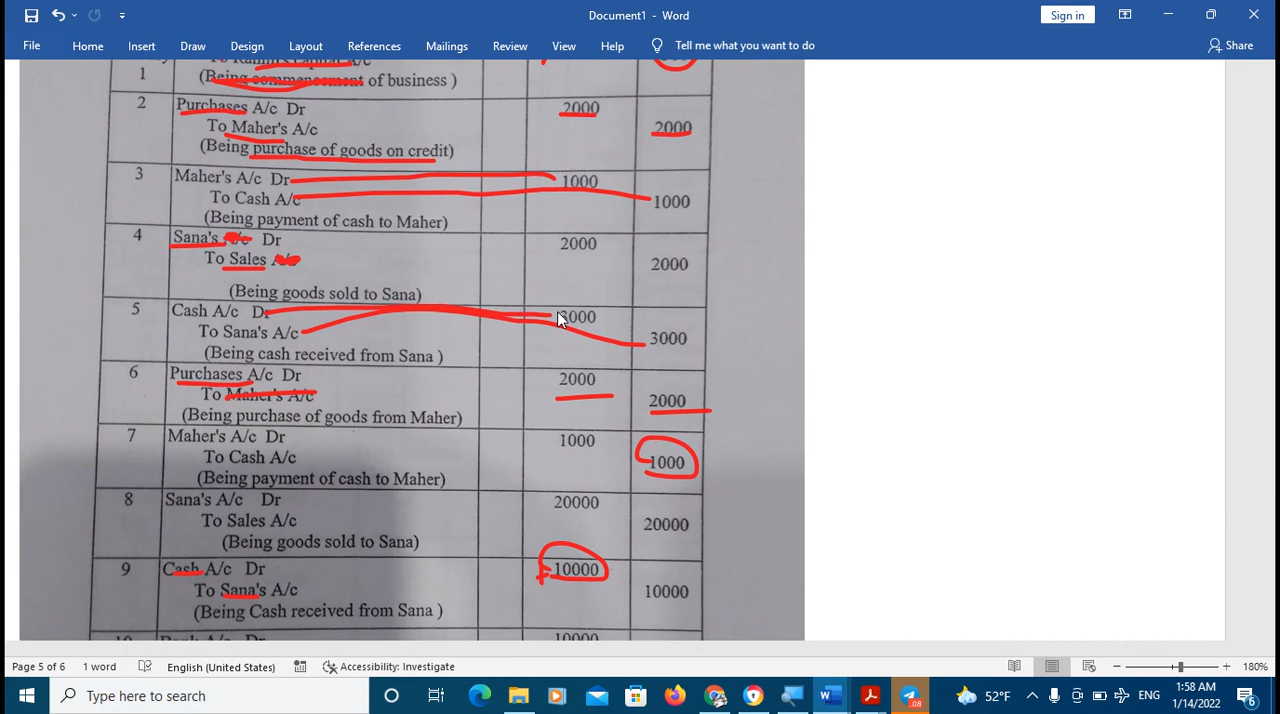 Document1 - Word
Sign in
File Home Insert Draw Design Layout References Mailings Review View Help Tell me what you want to do Share
1 (Being commencement of business )
2 Purchases A/c Dr 2000
To Maher's A/c 2000
(Being purchase of goods on credit)
3 Maher's A/c Dr 1000
To Cash A/c 1000
(Being payment of cash to Maher)
4 Sana's Dr 2000
To Sales 2000
(Being goods sold to Sana)
5 Cash A/c Dr 3000
To Sana's A/c 3000
(Being cash received from Sana )
6 Purchases A/c Dr 2000
To Maher's A/c 2000
(Being purchase of goods from Maher)
7 Maher's A/c Dr 1000
To Cash A/c 1000
(Being payment of cash to Maher)
8 Sana's A/c Dr 20000
To Sales A/c 20000
(Being goods sold to Sana)
9 Cash A/c Dr 10000
To Sana's A/c 10000
(Being Cash received from Sana )
Page 5 of 6 1 word English (United States) Accessibility: Investigate 180%
Type here to search .08 52°F ENG 1:58 AM 1/14/2022 6